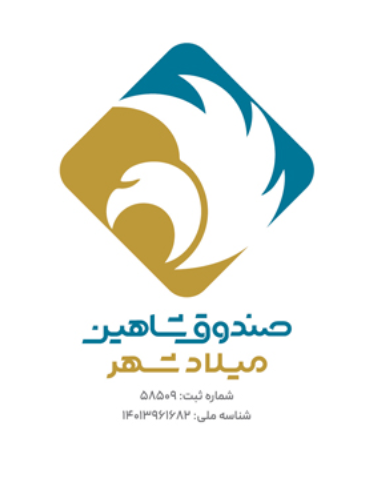 صندوق شاهین
میلاد شهر
شماره ثبت: ۵۸۵۰۹
شناسه ملی: ۱۴۰۱۳۹۶۱۶۸۲